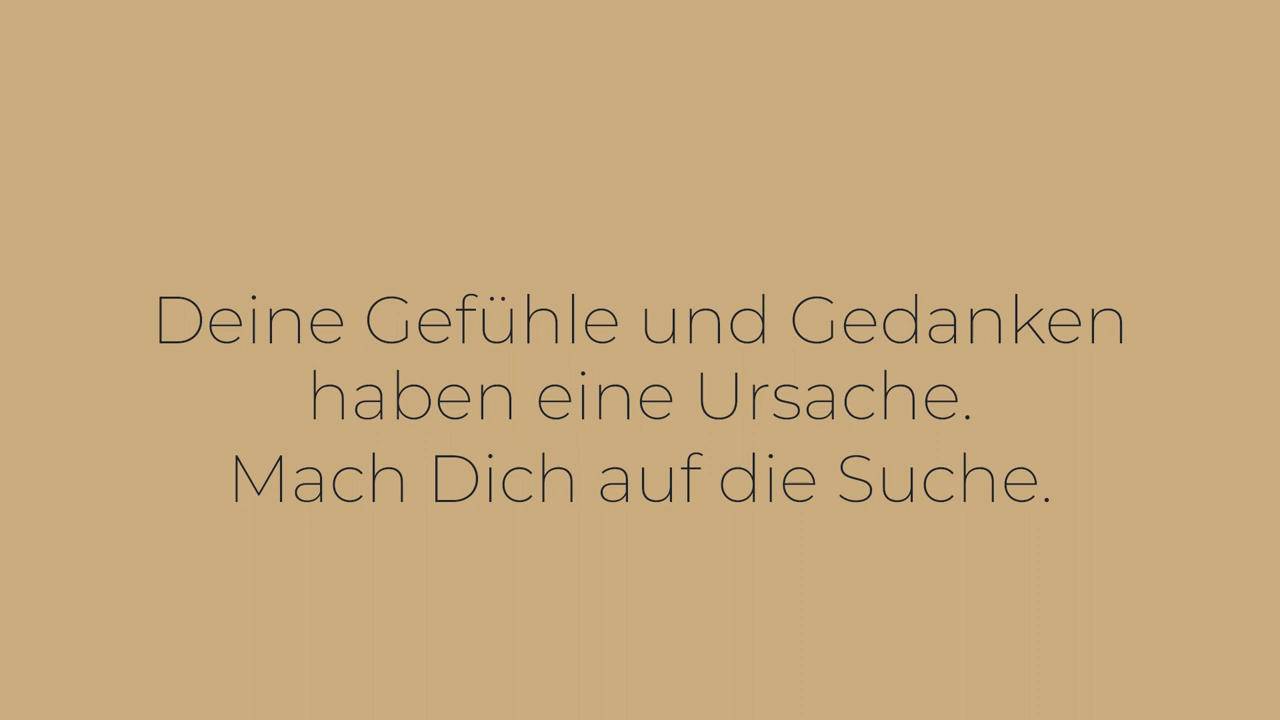 Deine Gefühle und Gedanken
haben eine Ursache.
Mach Dich auf die Suche.